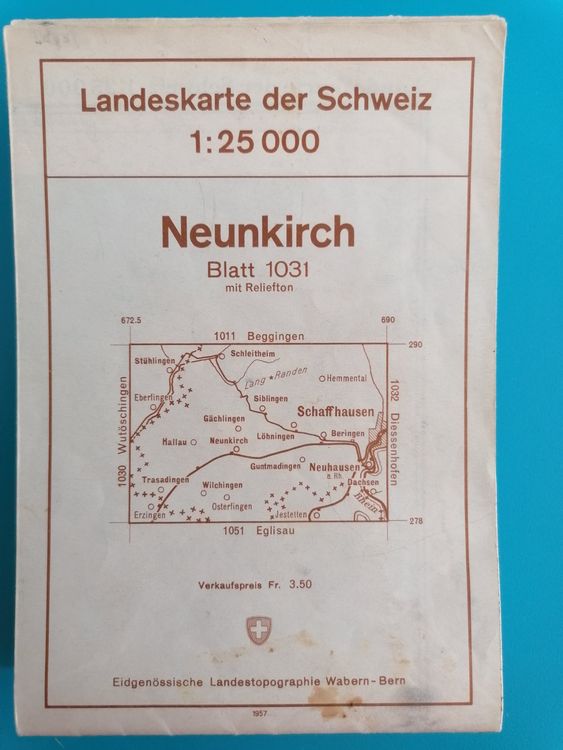 Landeskarte der Schweiz
1:25 000
Neunkirch
Blatt 1031
mit Reliefton
672.5
690
1011 Beggingen
290
Stühlingen
Schleitheim
Lang Randen
Hemmental
Eberfingen
Siblingen
Schaffhausen
Gächlingen
Hallau
Neunkirch
Löhningen
Beringen
Guntmadingen
Neuhausen
a. Rh.
Trasadingen
Wilchingen
Dachsen
Osterfingen
Rhein
Erzingen
Jestetten
1030 Wutöschingen
1032 Diessenhofen
1051 Eglisau
278
Verkaufspreis Fr. 3.50
Eidgenössische Landestopographie Wabern-Bern
1957